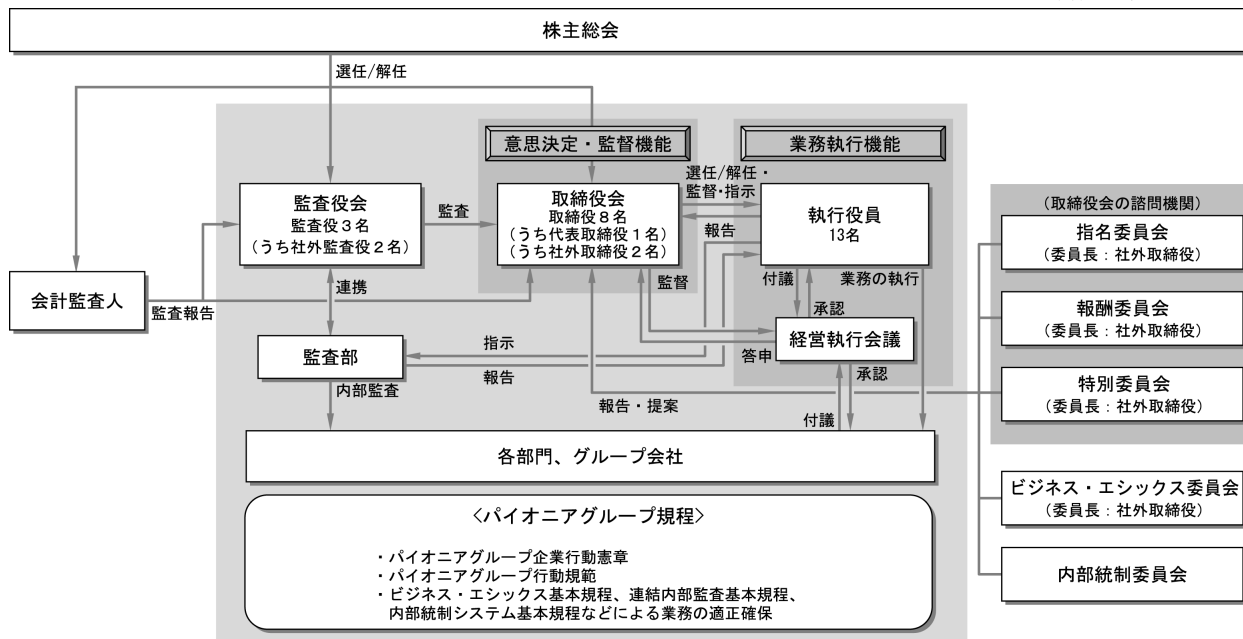 株主総会
選任/解任
意思決定・監督機能
業務執行機能
選任/解任・
監督・指示
監査役会
監査役３名
（うち社外監査役２名）
監査
取締役会
取締役８名
（うち代表取締役１名）
（うち社外取締役２名）
執行役員
13名
（取締役会の諮問機関）
指名委員会
（委員長：社外取締役）
報告
会計監査人
監査報告
連携
監督
付議
業務の執行
承認
報酬委員会
（委員長：社外取締役）
経営執行会議
監査部
指示
答申
内部監査
報告
承認
特別委員会
（委員長：社外取締役）
報告・提案
付議
各部門、グループ会社
ビジネス・エシックス委員会
（委員長：社外取締役）
〈パイオニアグループ規程〉
・パイオニアグループ企業行動憲章
・パイオニアグループ行動規範
・ビジネス・エシックス基本規程、連結内部監査基本規程、
内部統制システム基本規程などによる業務の適正確保
内部統制委員会